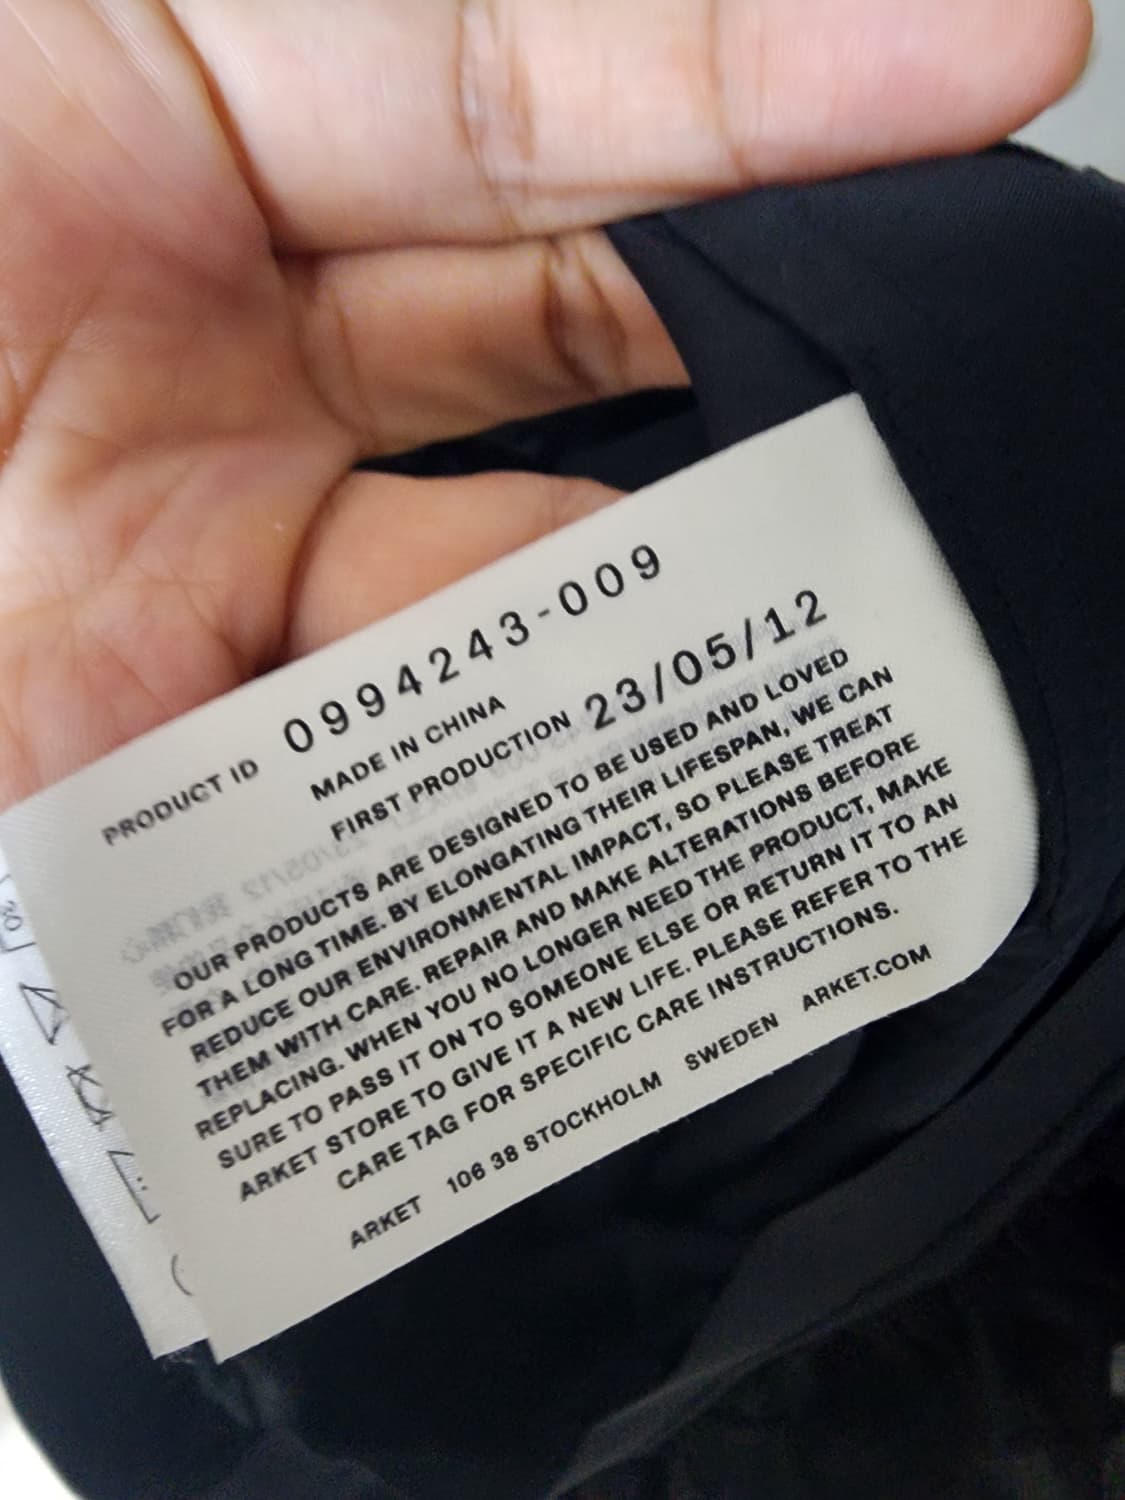 PRODUCT ID 0994243-009
MADE IN CHINA
FIRST PRODUCTION 23/05/12
OUR PRODUCTS ARE DESIGNED TO BE USED AND LOVED
FOR A LONG TIME. BY ELONGATING THEIR LIFESPAN, WE CAN
REDUCE OUR ENVIRONMENTAL IMPACT, SO PLEASE TREAT
THEM WITH CARE. REPAIR AND MAKE ALTERATIONS BEFORE
REPLACING. WHEN YOU NO LONGER NEED THE PRODUCT, MAKE
SURE TO PASS IT ON TO SOMEONE ELSE OR RETURN IT TO AN
ARKET STORE TO GIVE IT A NEW LIFE. PLEASE REFER TO THE
CARE TAG FOR SPECIFIC CARE INSTRUCTIONS.
ARKET 106 38 STOCKHOLM SWEDEN ARKET.COM
30